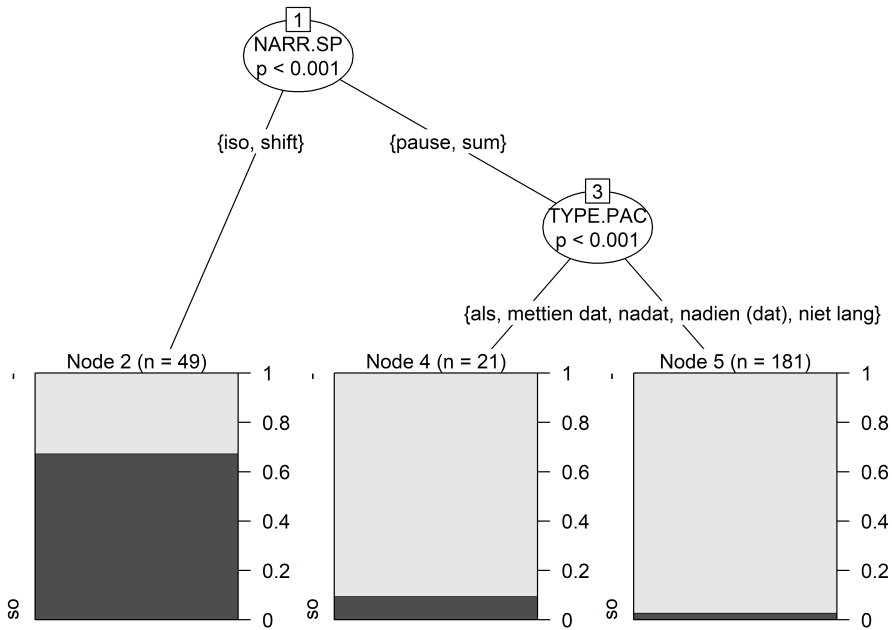 1
NARR.SP
p < 0.001
{iso, shift}
{pause, sum}
3
TYPE.PAC
p < 0.001
{als, mettien dat, nadat, nadien (dat), niet lang}
Node 2 (n = 49)
-
so
1
0.8
0.6
0.4
0.2
0
Node 4 (n = 21)
-
so
1
0.8
0.6
0.4
0.2
0
Node 5 (n = 181)
-
so
1
0.8
0.6
0.4
0.2
0